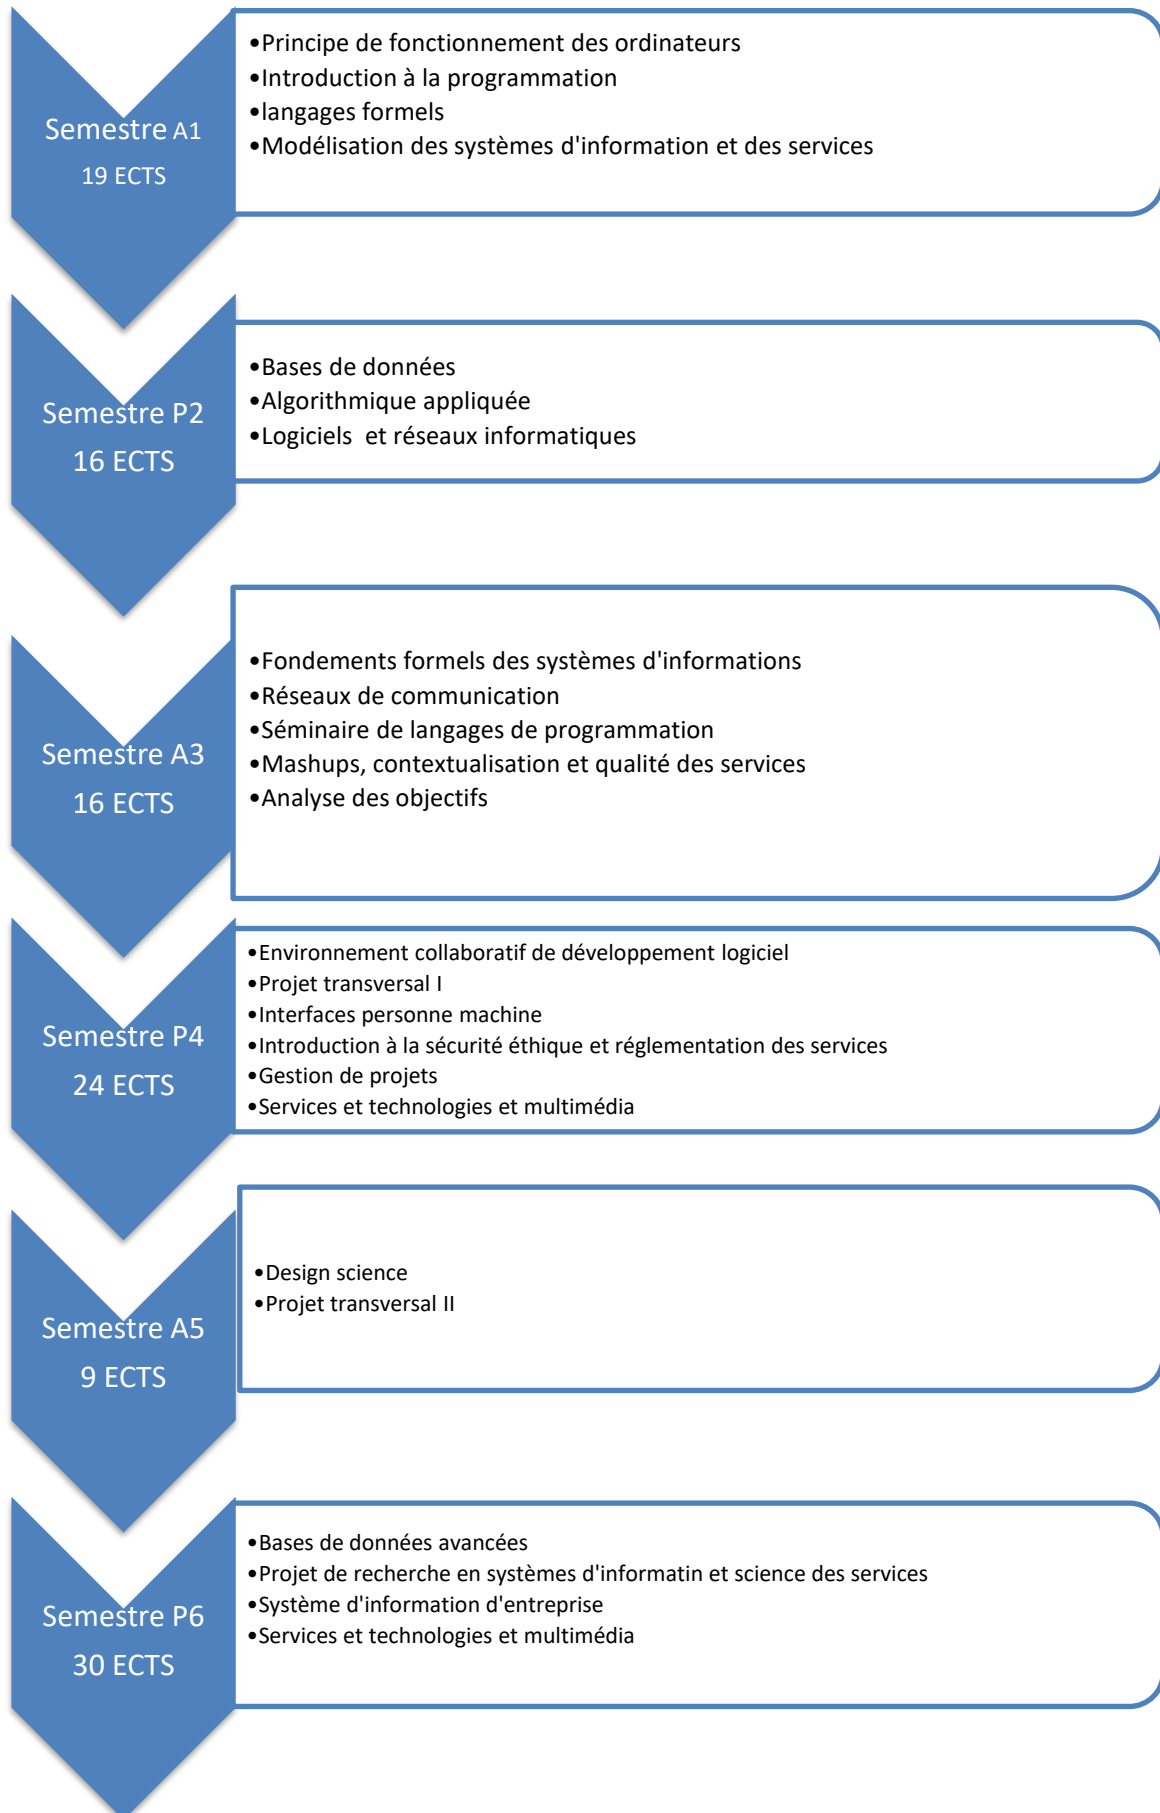 Semestre A1
19 ECTS
•Principe de fonctionnement des ordinateurs
•Introduction à la programmation
•langages formels
•Modélisation des systèmes d'information et des services
Semestre P2
16 ECTS
•Bases de données
•Algorithmique appliquée
•Logiciels  et réseaux informatiques
Semestre A3
16 ECTS
•Fondements formels des systèmes d'informations
•Réseaux de communication
•Séminaire de langages de programmation
•Mashups, contextualisation et qualité des services
•Analyse des objectifs
Semestre P4
24 ECTS
•Environnement collaboratif de développement logiciel
•Projet transversal I
•Interfaces personne machine
•Introduction à la sécurité éthique et réglementation des services
•Gestion de projets
•Services et technologies et multimédia
Semestre A5
9 ECTS
•Design science
•Projet transversal II
Semestre P6
30 ECTS
•Bases de données avancées
•Projet de recherche en systèmes d'informatin et science des services
•Système d'information d'entreprise
•Services et technologies et multimédia